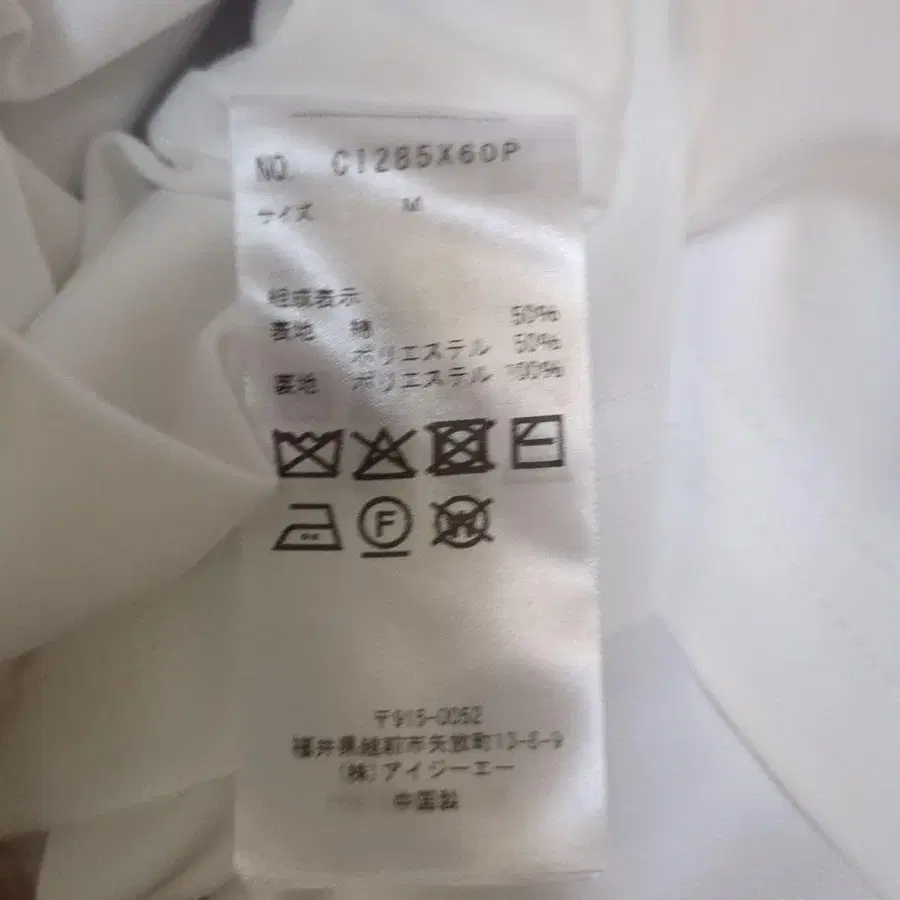 NO. C1285X60P
サイズ M
組成表示
表地 綿 50%
ポリエステル 50%
裏地 ポリエステル 100%
F
W
〒915-0052
福井県越前市矢放町13-6-9
(株)アイジーエー
中国製